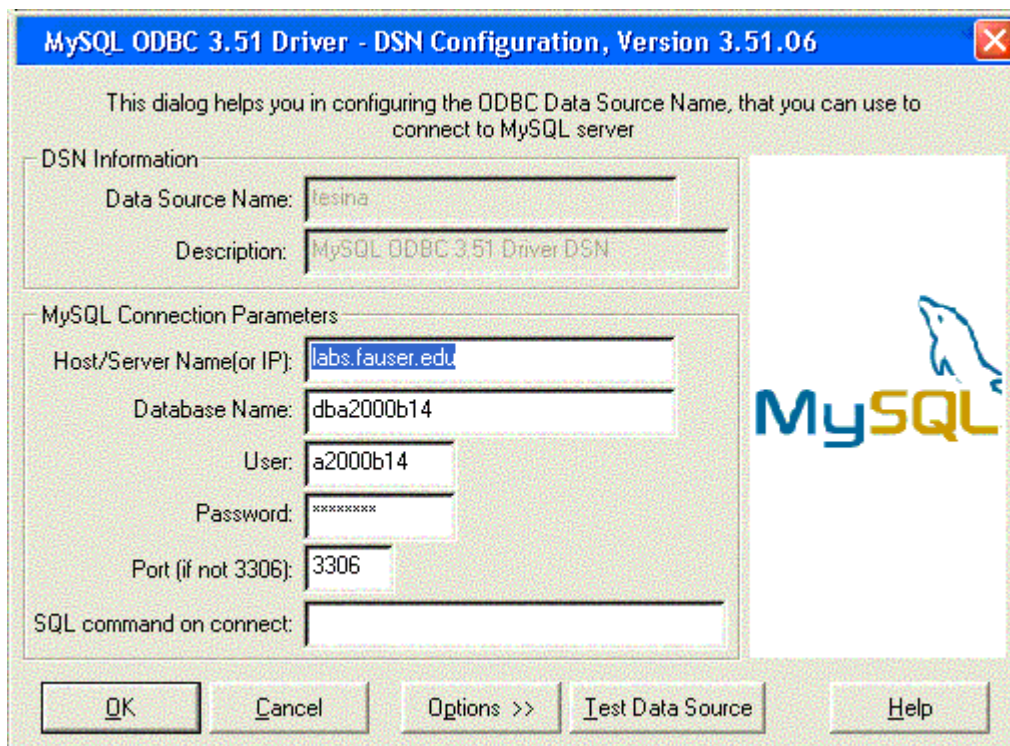 MySQL ODBC 3.51 Driver - DSN Configuration, Version 3.51.06
This dialog helps you in configuring the ODBC Data Source Name, that you can use to
connect to MySQL server
DSN Information
Data Source Name: tesina
Description: MySQL ODBC 3.51 Driver DSN
MySQL Connection Parameters
Host/Server Name(or IP): labs.fauser.edu
Database Name: dba2000b14
User: a2000b14
Password: ********
Port (if not 3306): 3306
SQL command on connect:
MySQL
OK Cancel Options >> Test Data Source Help